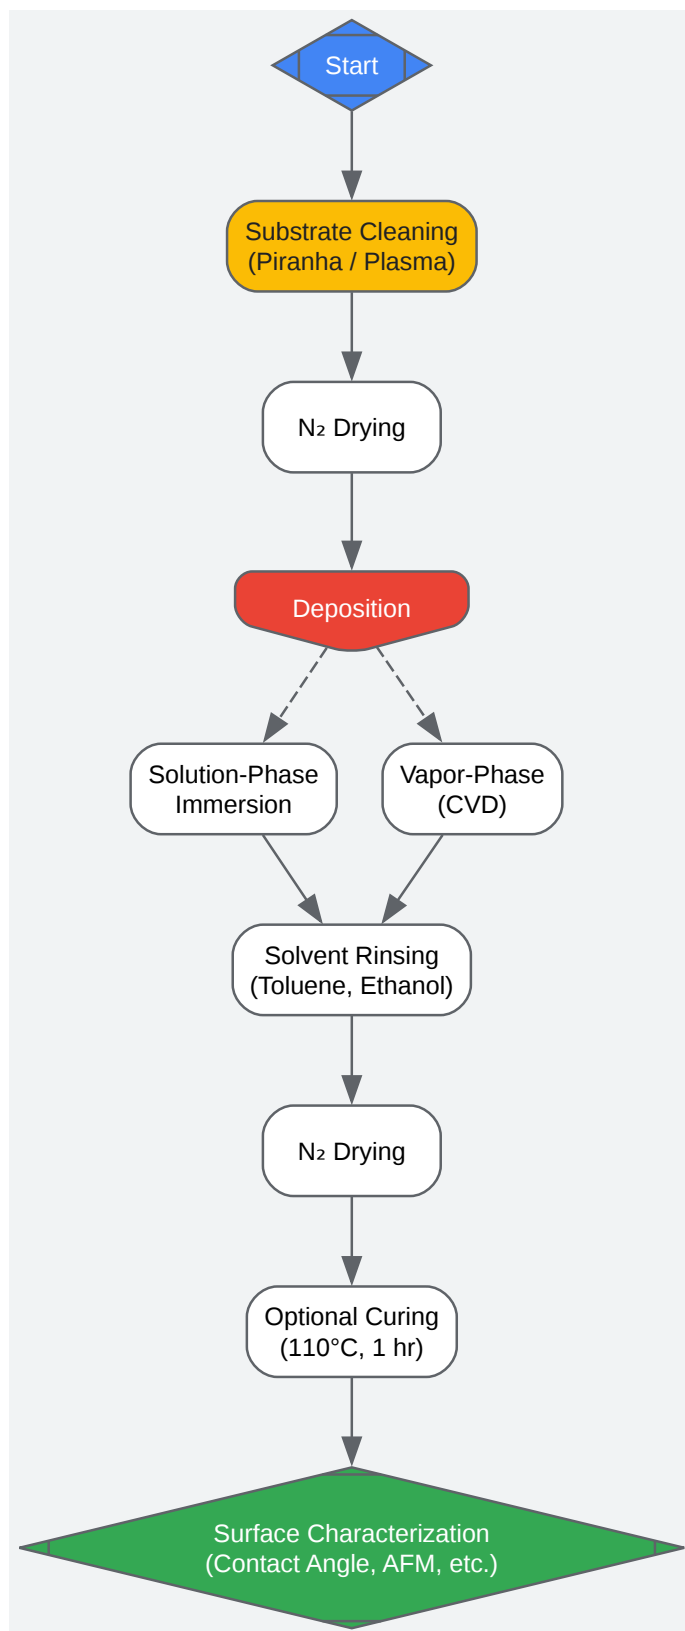 Start
Substrate Cleaning
(Piranha / Plasma)
N₂ Drying
Deposition
Solution-Phase
Immersion
Vapor-Phase
(CVD)
Solvent Rinsing
(Toluene, Ethanol)
N₂ Drying
Optional Curing
(110°C, 1 hr)
Surface Characterization
(Contact Angle, AFM, etc.)